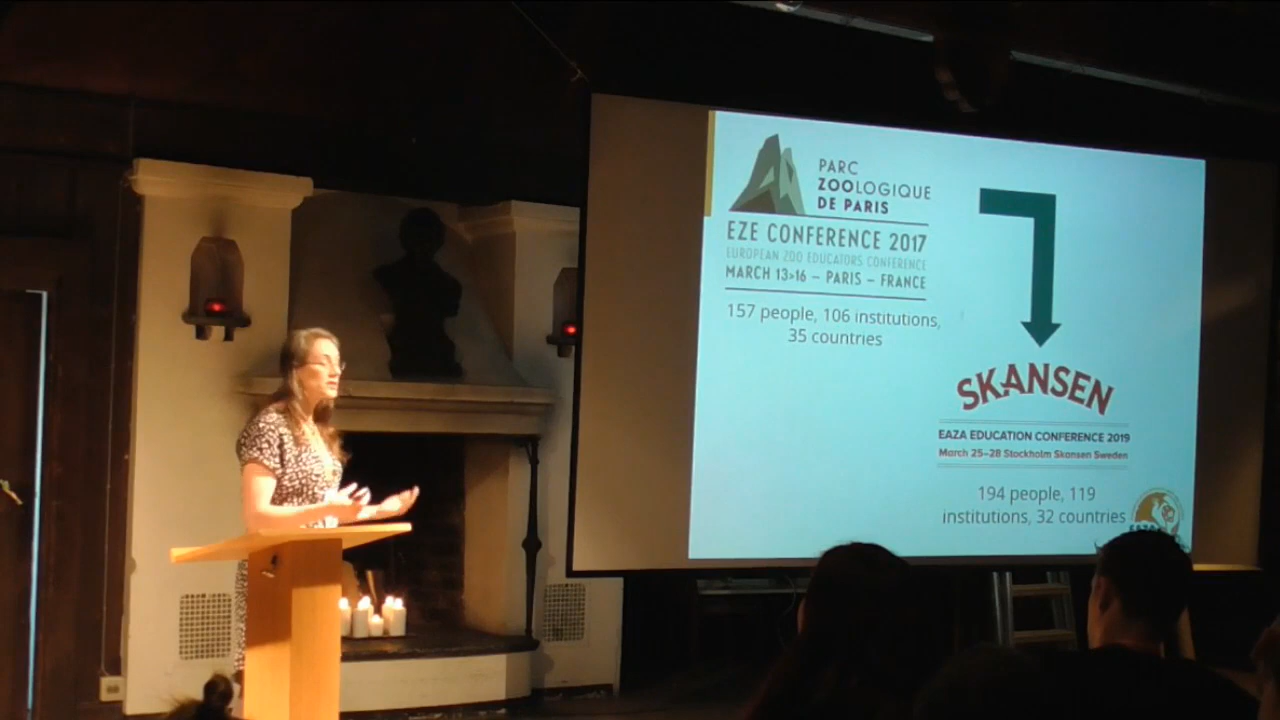 PARC
ZOOLOGIQUE
DE PARIS
EZE CONFERENCE 2017
EUROPEAN ZOO EDUCATORS CONFERENCE
MARCH 13>16 – PARIS – FRANCE
157 people, 106 institutions,
35 countries
SKANSEN
EAZA EDUCATION CONFERENCE 2019
March 25–28 Stockholm Skansen Sweden
194 people, 119
institutions, 32 countries